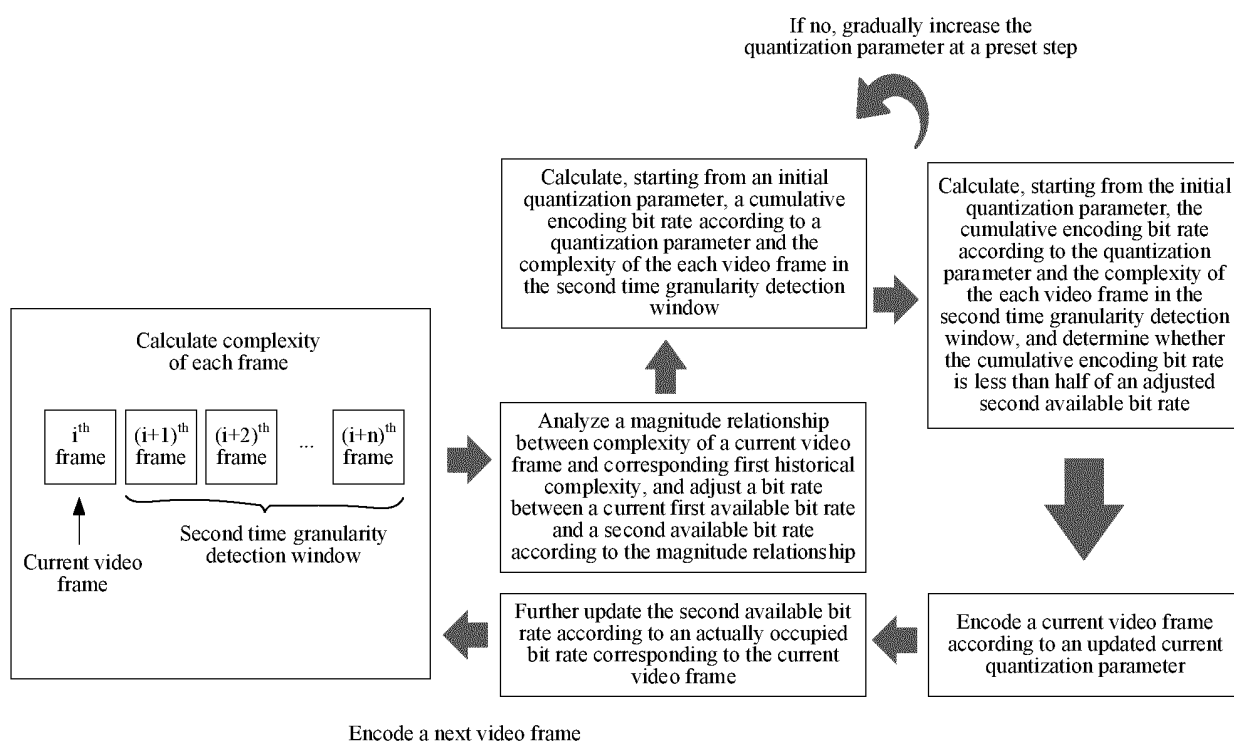 If no, gradually increase the
quantization parameter at a preset step
Calculate, starting from an initial
quantization parameter, a cumulative
encoding bit rate according to a
quantization parameter and the
complexity of the each video frame in
the second time granularity detection
window
Calculate, starting from the initial
quantization parameter, the
cumulative encoding bit rate
according to the quantization
parameter and the complexity of
the each video frame in the
second time granularity detection
window, and determine whether
the cumulative encoding bit rate
is less than half of an adjusted
second available bit rate
Calculate complexity
of each frame
i^th
frame
(i+1)^th
frame
(i+2)^th
frame
...
(i+n)^th
frame
Second time granularity
detection window
Current video
frame
Analyze a magnitude relationship
between complexity of a current video
frame and corresponding first historical
complexity, and adjust a bit rate
between a current first available bit rate
and a second available bit rate
according to the magnitude relationship
Further update the second available bit
rate according to an actually occupied
bit rate corresponding to the current
video frame
Encode a current video frame
according to an updated current
quantization parameter
Encode a next video frame